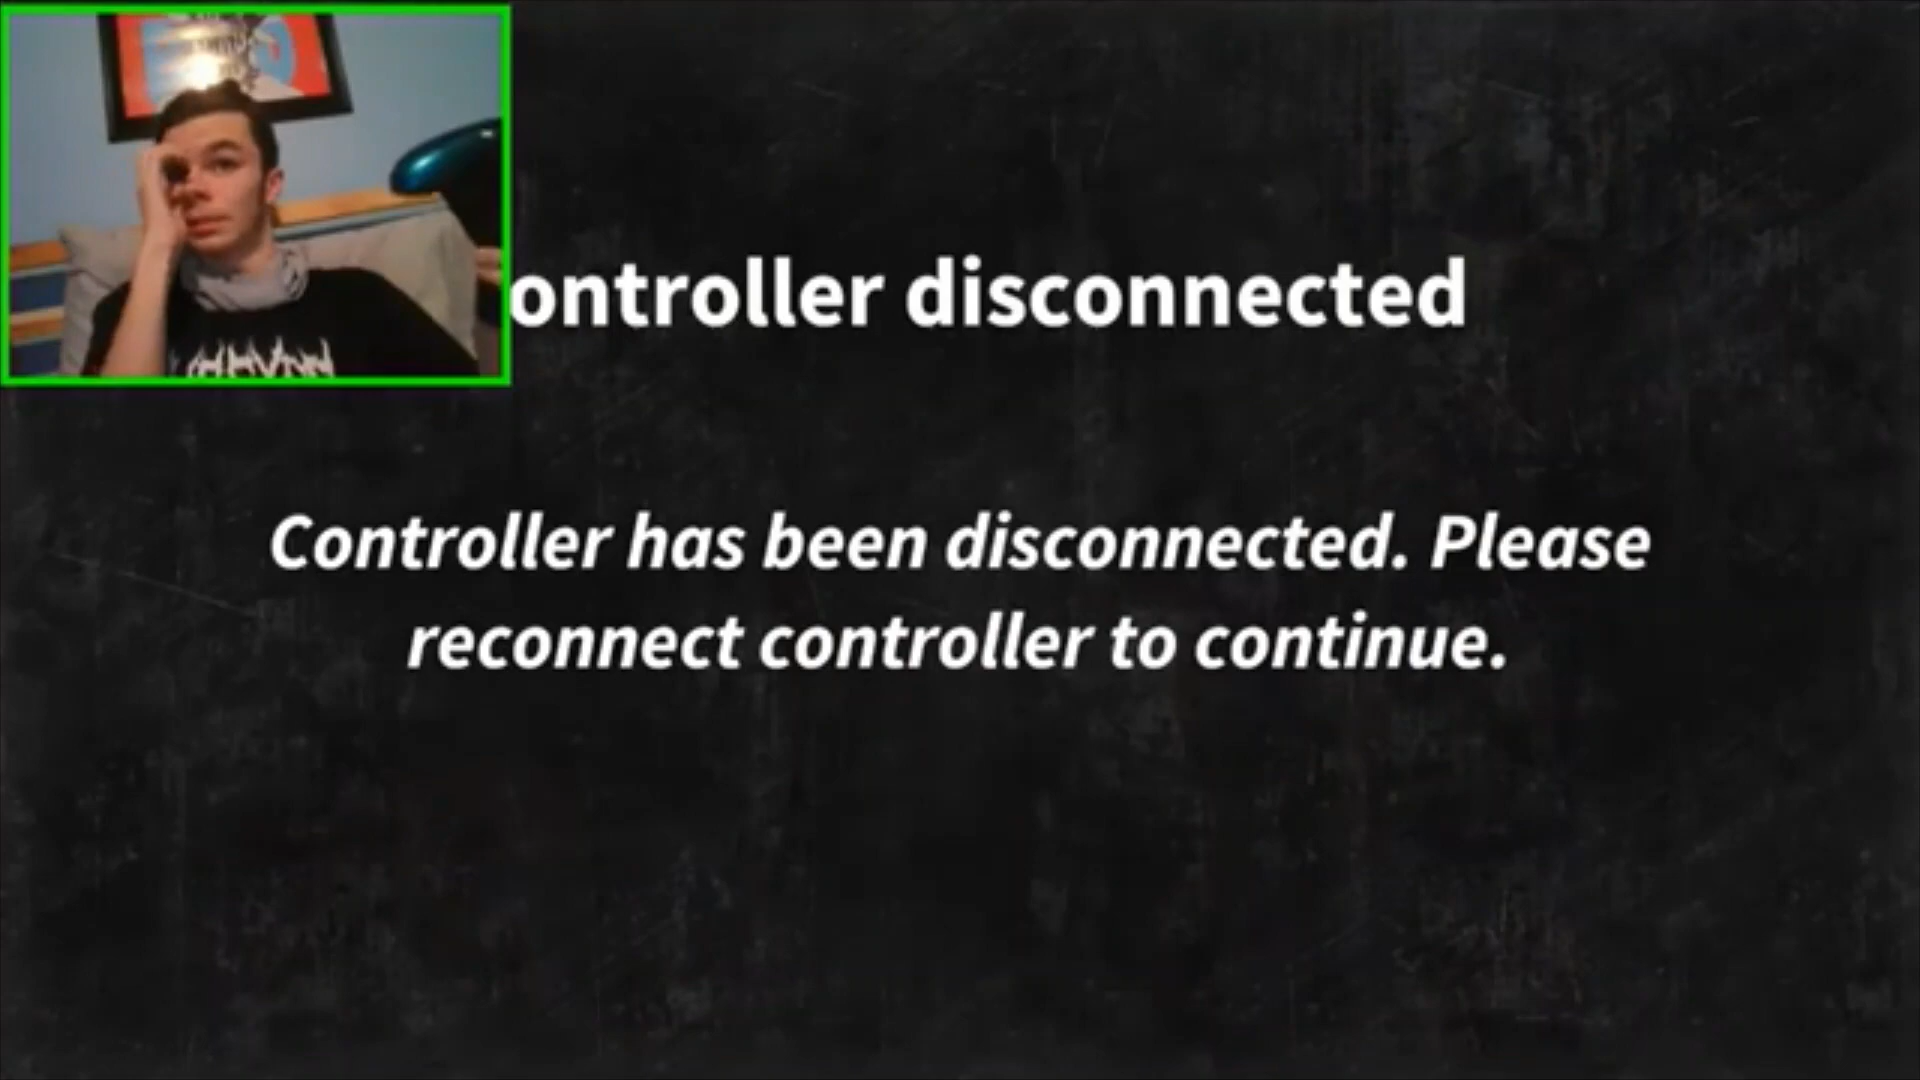 ontroller disconnected
Controller has been disconnected. Please
reconnect controller to continue.